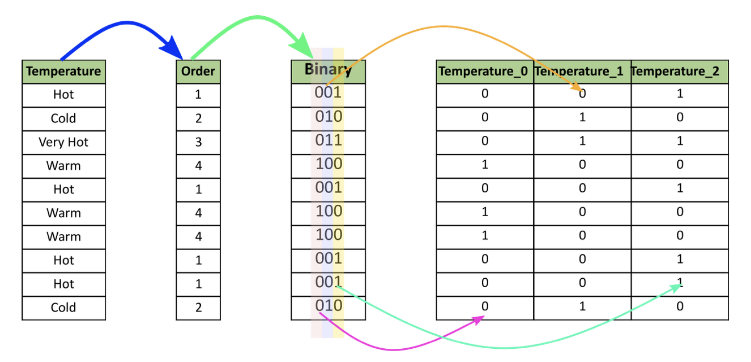 Temperature Order Binary Temperature_0 Temperature_1 Temperature_2
Hot 1 001 0 0 1
Cold 2 010 0 1 0
Very Hot 3 011 0 1 1
Warm 4 100 1 0 0
Hot 1 001 0 0 1
Warm 4 100 1 0 0
Warm 4 100 1 0 0
Hot 1 001 0 0 1
Hot 1 001 0 0 1
Cold 2 010 0 1 0